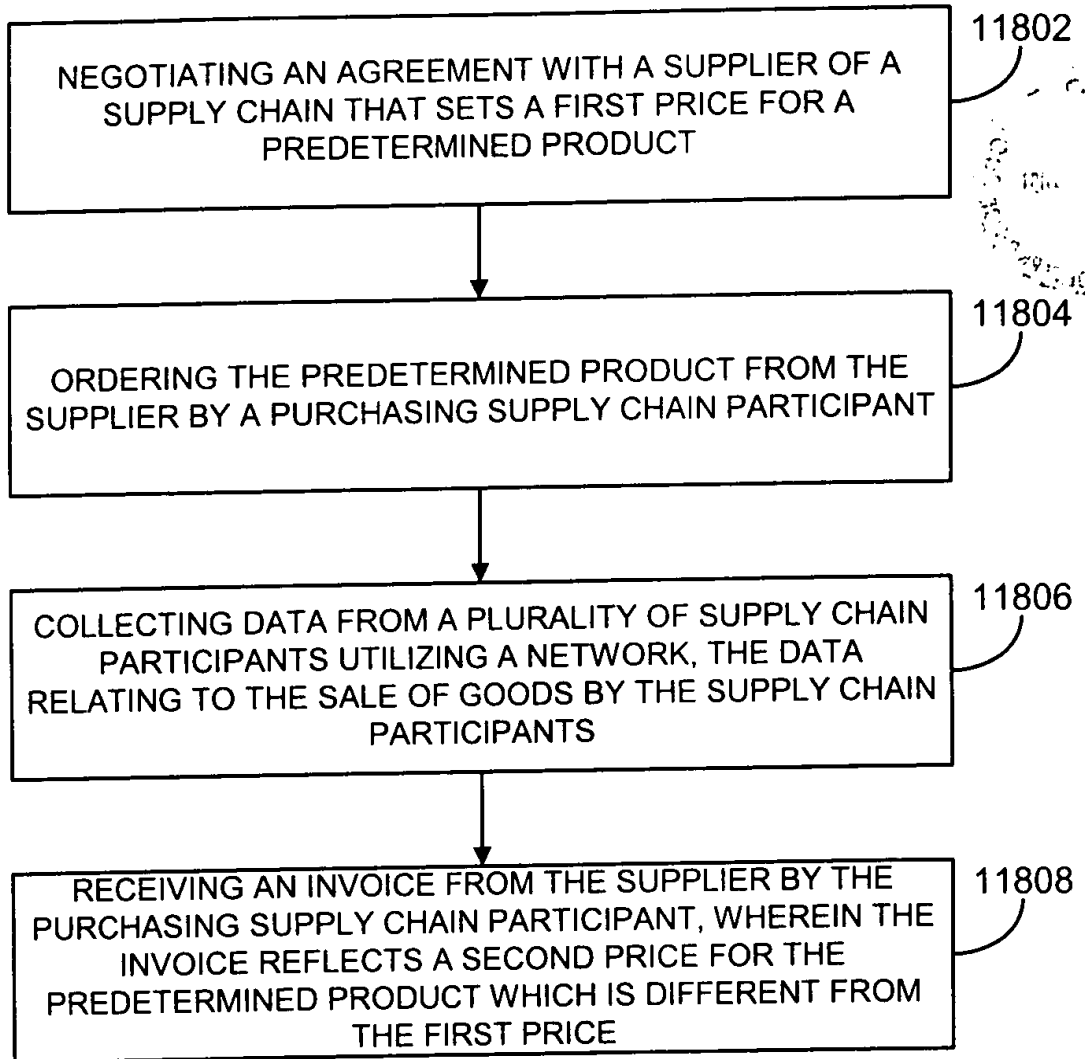 11802
NEGOTIATING AN AGREEMENT WITH A SUPPLIER OF A
SUPPLY CHAIN THAT SETS A FIRST PRICE FOR A
PREDETERMINED PRODUCT
11804
ORDERING THE PREDETERMINED PRODUCT FROM THE
SUPPLIER BY A PURCHASING SUPPLY CHAIN PARTICIPANT
11806
COLLECTING DATA FROM A PLURALITY OF SUPPLY CHAIN
PARTICIPANTS UTILIZING A NETWORK, THE DATA
RELATING TO THE SALE OF GOODS BY THE SUPPLY CHAIN
PARTICIPANTS
11808
RECEIVING AN INVOICE FROM THE SUPPLIER BY THE
PURCHASING SUPPLY CHAIN PARTICIPANT, WHEREIN THE
INVOICE REFLECTS A SECOND PRICE FOR THE
PREDETERMINED PRODUCT WHICH IS DIFFERENT FROM
THE FIRST PRICE